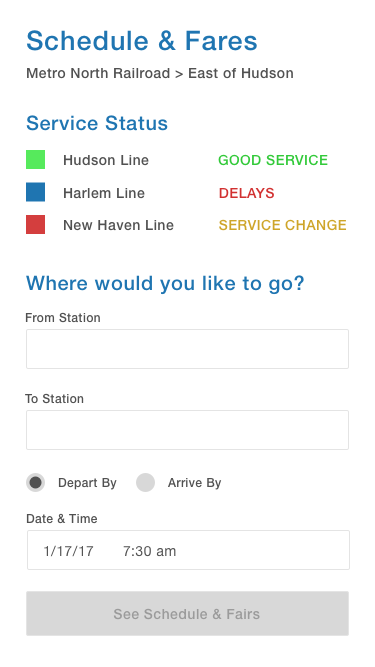 Schedule & Fares
Metro North Railroad > East of Hudson
Service Status
Hudson Line GOOD SERVICE
Harlem Line DELAYS
New Haven Line SERVICE CHANGE
Where would you like to go?
From Station
To Station
Depart By Arrive By
Date & Time
1/17/17 7:30 am
See Schedule & Fairs